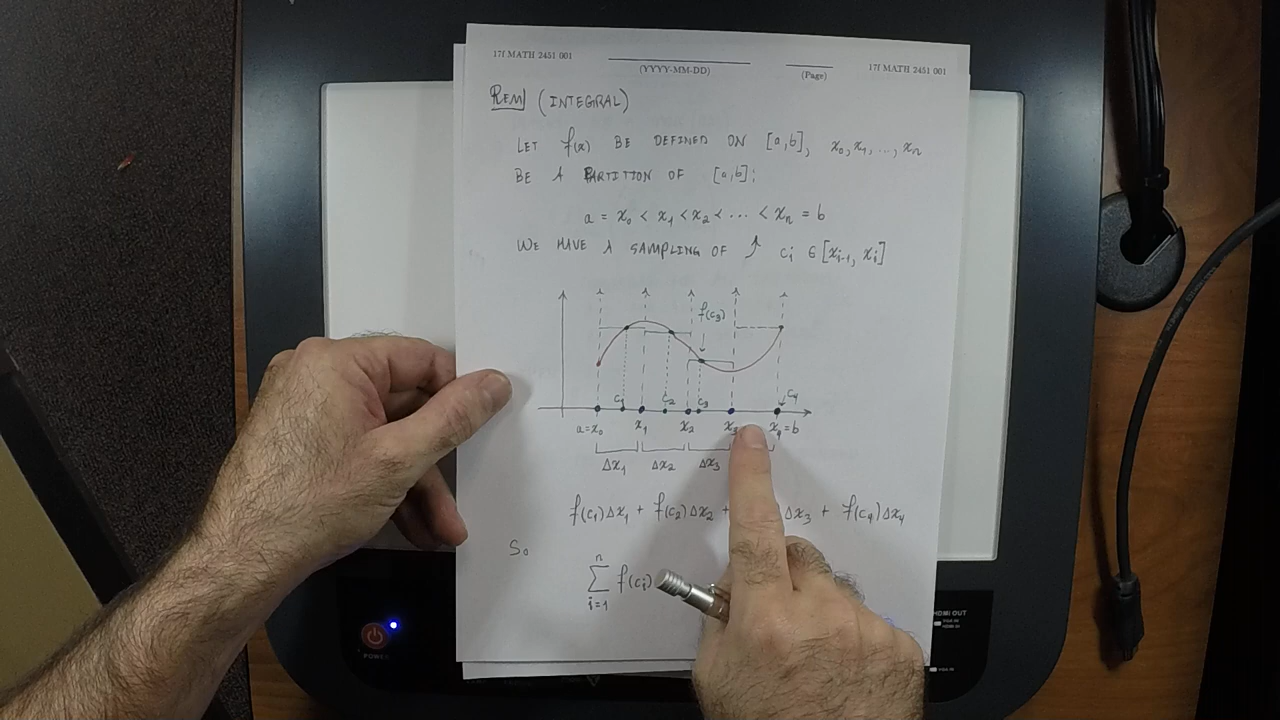 17f MATH 2451 001
(YYYY-MM-DD)
(Page)
17f MATH 2451 001
REM (INTEGRAL)
LET f(x) BE DEFINED ON [a,b], x₀, x₁, ..., xₙ
BE A PARTITION OF [a,b]:
a = x₀ < x₁ < x₂ < ... < xₙ = b
WE HAVE A SAMPLING OF ⤴ cᵢ ∈ [xᵢ₋₁, xᵢ]
f(c₃)
c₁ c₂ c₃ c₄
a=x₀ x₁ x₂ x₃ x₄=b
Δx₁ Δx₂ Δx₃
f(c₁)Δx₁ + f(c₂)Δx₂ + Δx₃ + f(c₄)Δx₄
So
n
∑ f(cᵢ)
i=1
POWER
HDMI OUT